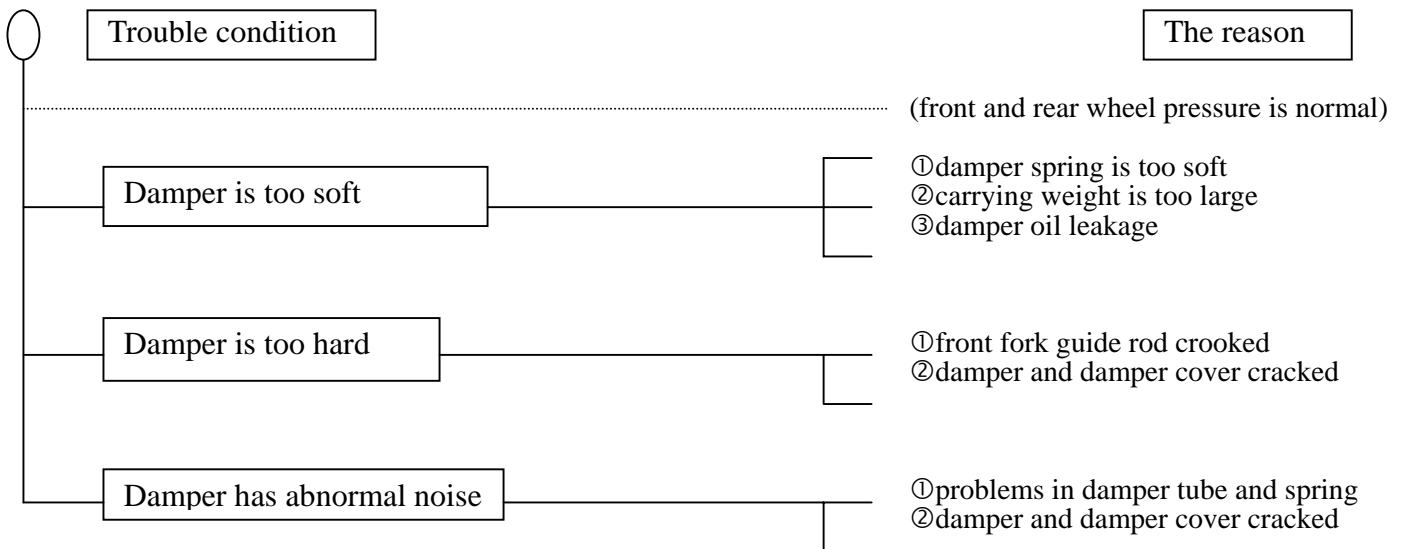 Trouble condition
The reason
(front and rear wheel pressure is normal)
Damper is too soft
①damper spring is too soft
②carrying weight is too large
③damper oil leakage
Damper is too hard
①front fork guide rod crooked
②damper and damper cover cracked
Damper has abnormal noise
①problems in damper tube and spring
②damper and damper cover cracked